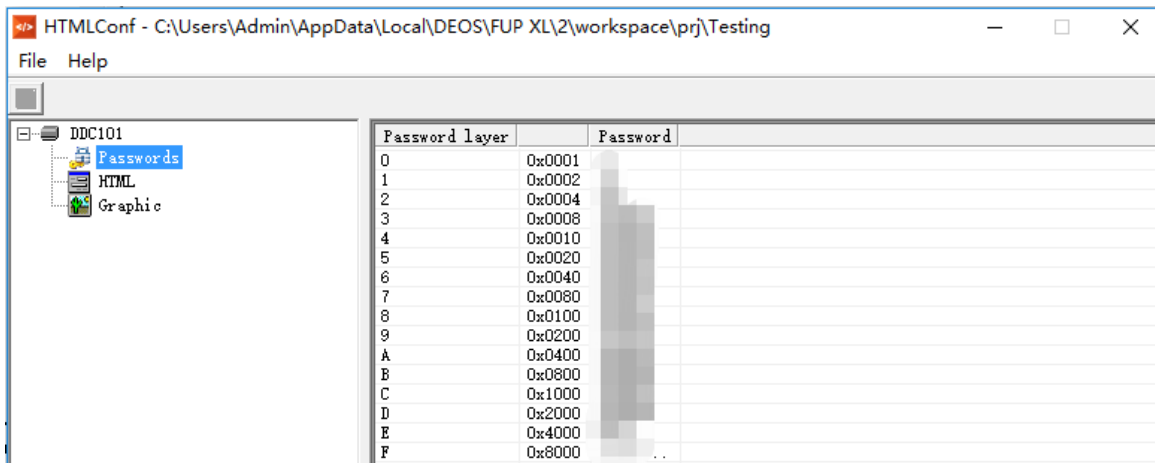 HTMLConf - C:\Users\Admin\AppData\Local\DEOS\FUP XL\2\workspace\prj\Testing
File Help
DDC101
Passwords
HTML
Graphic
Password layer Password
0 0x0001
1 0x0002
2 0x0004
3 0x0008
4 0x0010
5 0x0020
6 0x0040
7 0x0080
8 0x0100
9 0x0200
A 0x0400
B 0x0800
C 0x1000
D 0x2000
E 0x4000
F 0x8000